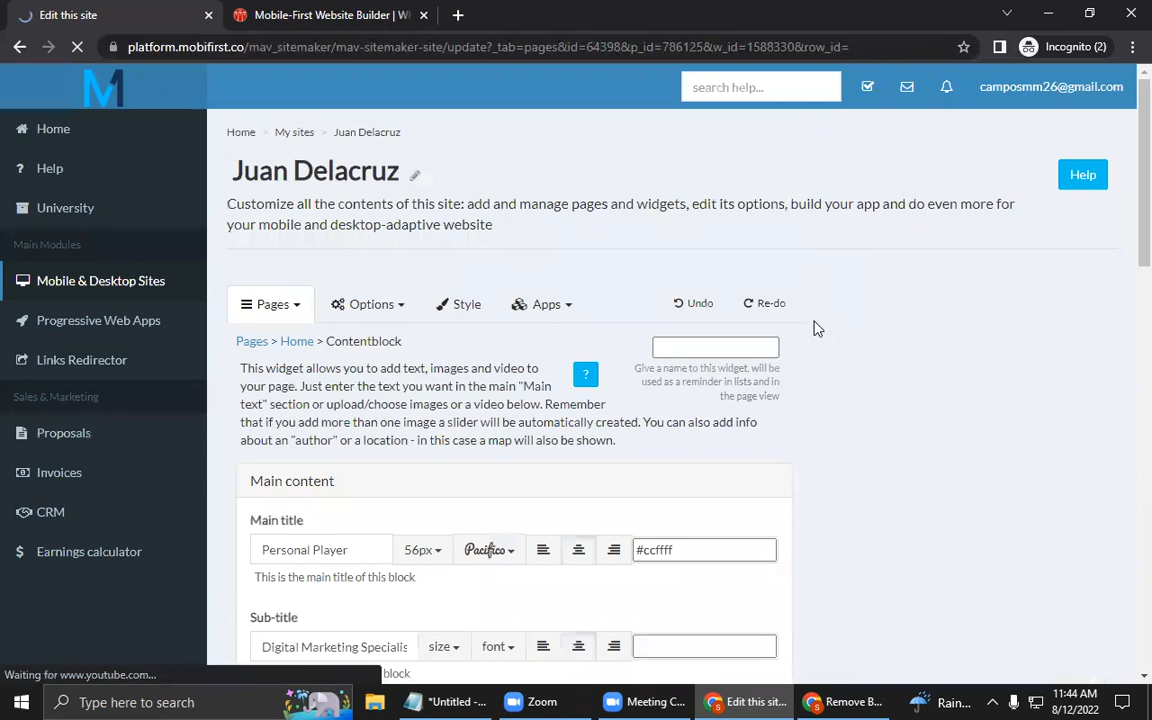 Edit this site
Mobile-First Website Builder | Wh
platform.mobifirst.co/mav_sitemaker/mav-sitemaker-site/update?_tab=pages&id=64398&p_id=786125&w_id=1588330&row_id=
Incognito (2)
M
search help...
camposmm26@gmail.com
Home
Help
University
Main Modules
Mobile & Desktop Sites
Progressive Web Apps
Links Redirector
Sales & Marketing
Proposals
Invoices
CRM
Earnings calculator
Home > My sites > Juan Delacruz
Juan Delacruz
Help
Customize all the contents of this site: add and manage pages and widgets, edit its options, build your app and do even more for
your mobile and desktop-adaptive website
Pages Options Style Apps Undo Re-do
Pages > Home > Contentblock
This widget allows you to add text, images and video to
your page. Just enter the text you want in the main "Main
text" section or upload/choose images or a video below. Remember
that if you add more than one image a slider will be automatically created. You can also add info
about an "author" or a location - in this case a map will also be shown.
?
Give a name to this widget, will be
used as a reminder in lists and in
the page view
Main content
Main title
Personal Player 56px Pacifico #ccffff
This is the main title of this block
Sub-title
Digital Marketing Specialis size font
block
Waiting for www.youtube.com...
Type here to search
*Untitled -...
Zoom
Meeting C...
Edit this sit...
Remove B...
Rain...
11:44 AM
8/12/2022